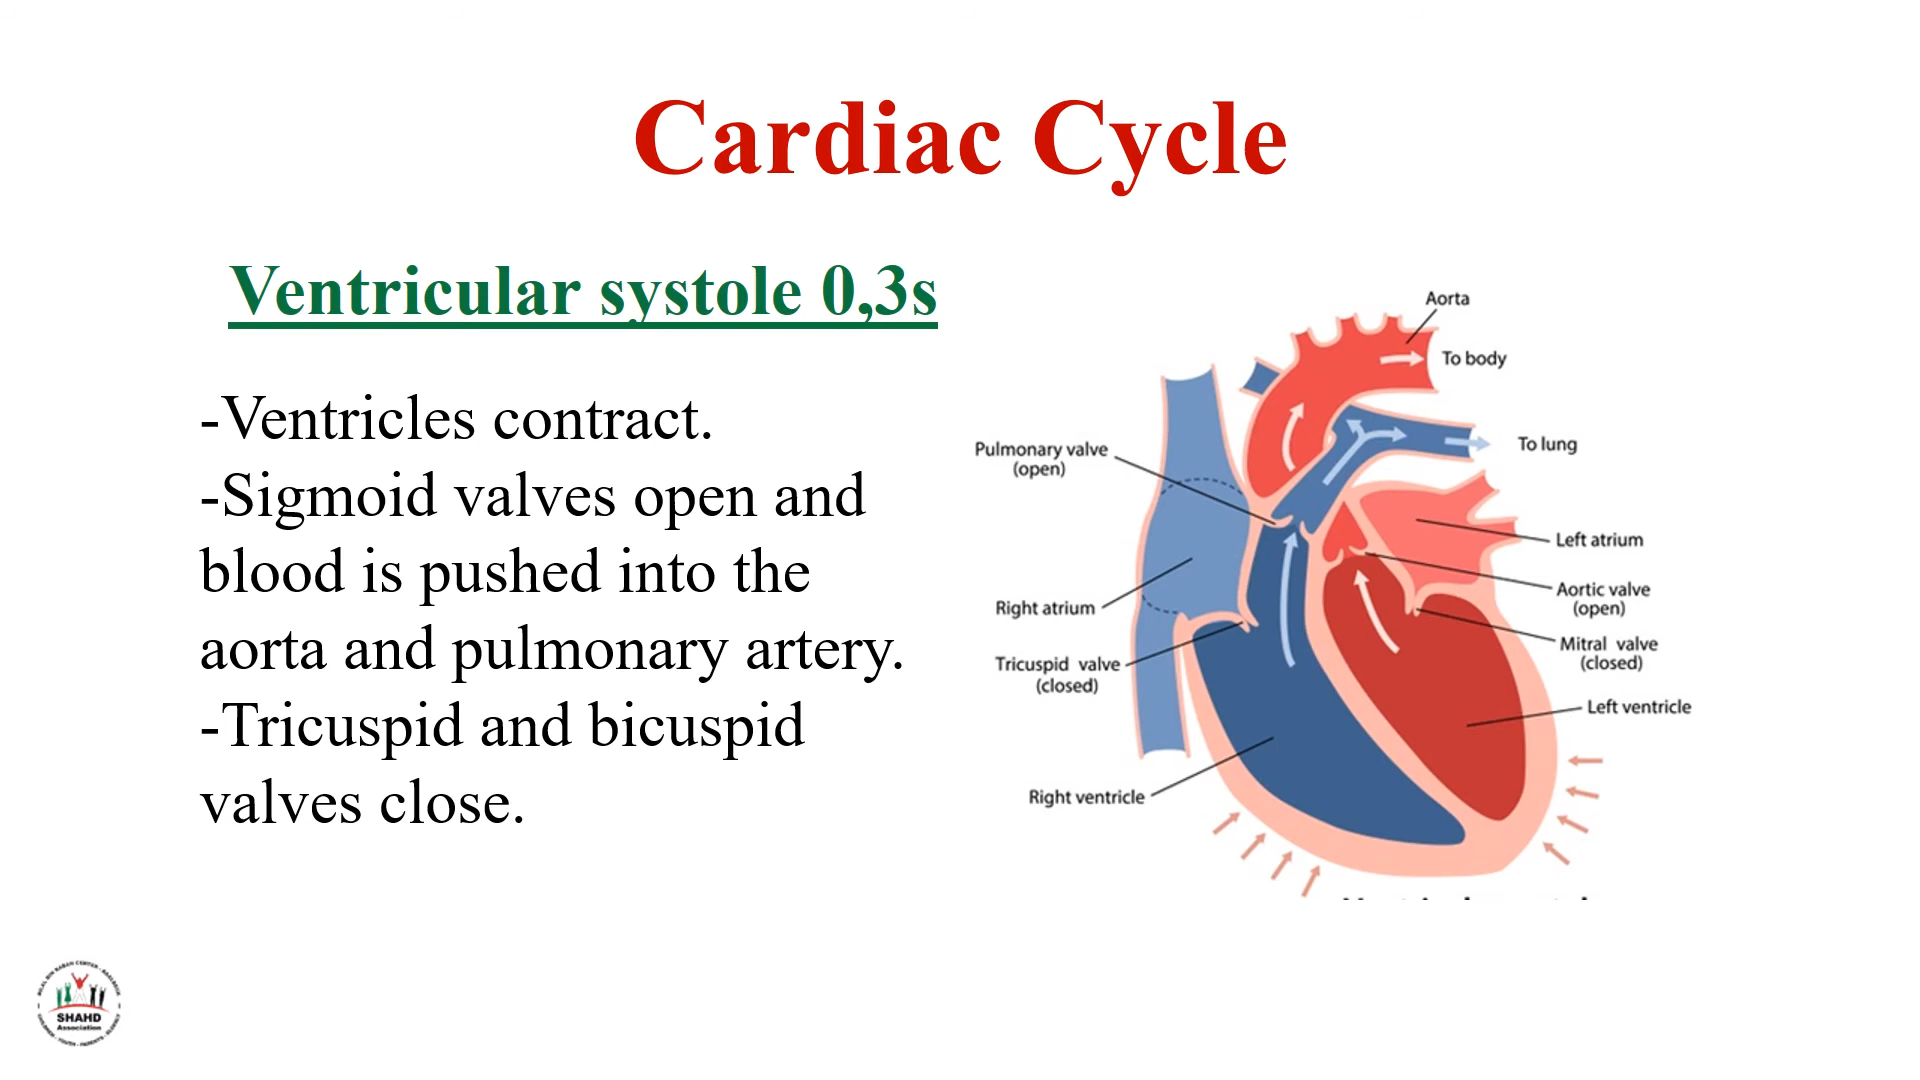 Cardiac Cycle
Ventricular systole 0,3s
-Ventricles contract.
-Sigmoid valves open and
blood is pushed into the
aorta and pulmonary artery.
-Tricuspid and bicuspid
valves close.
Aorta
To body
To lung
Pulmonary valve
(open)
Left atrium
Aortic valve
(open)
Right atrium
Mitral valve
(closed)
Tricuspid valve
(closed)
Left ventricle
Right ventricle
SHAHD
Association